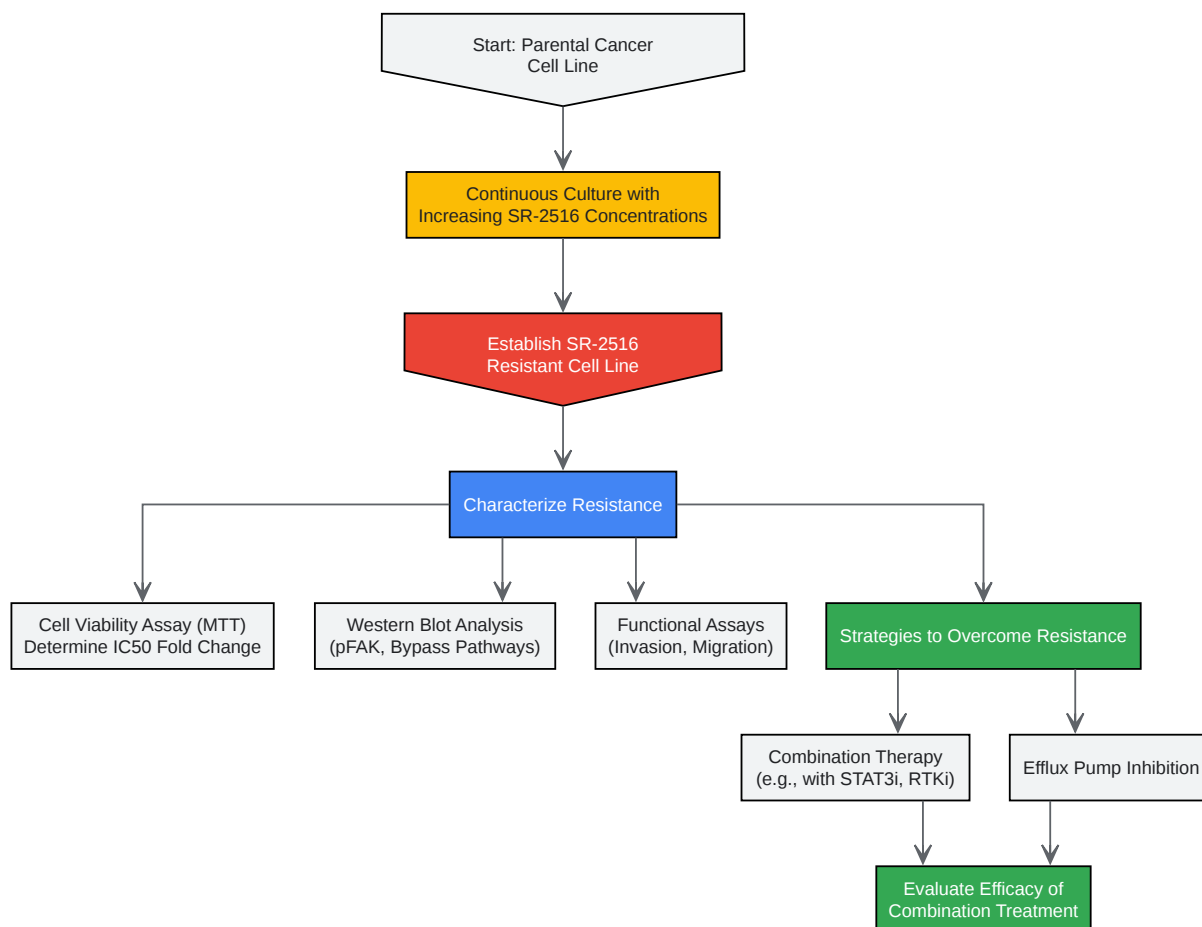 Start: Parental Cancer
Cell Line
Continuous Culture with
Increasing SR-2516 Concentrations
Establish SR-2516
Resistant Cell Line
Characterize Resistance
Cell Viability Assay (MTT)
Determine IC50 Fold Change
Western Blot Analysis
(pFAK, Bypass Pathways)
Functional Assays
(Invasion, Migration)
Strategies to Overcome Resistance
Combination Therapy
(e.g., with STAT3i, RTKi)
Efflux Pump Inhibition
Evaluate Efficacy of
Combination Treatment